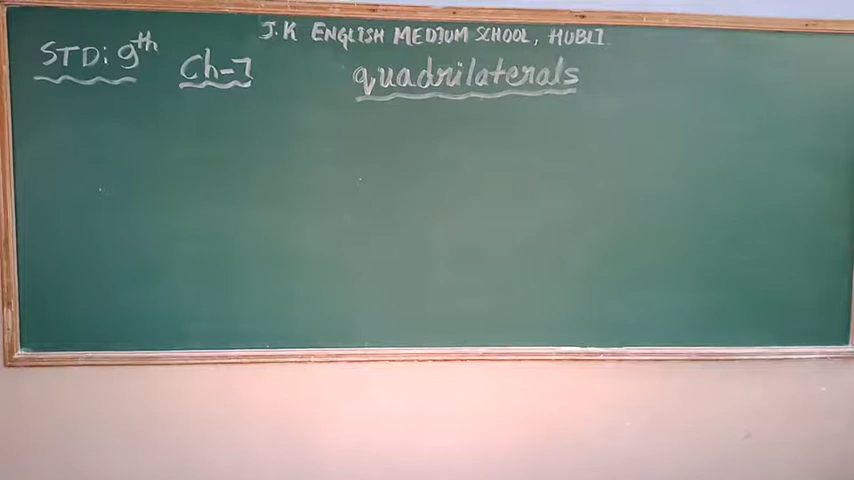 J.K ENGLISH MEDIUM SCHOOL, HUBLI
STD: 9th Ch-7 quadrilaterals